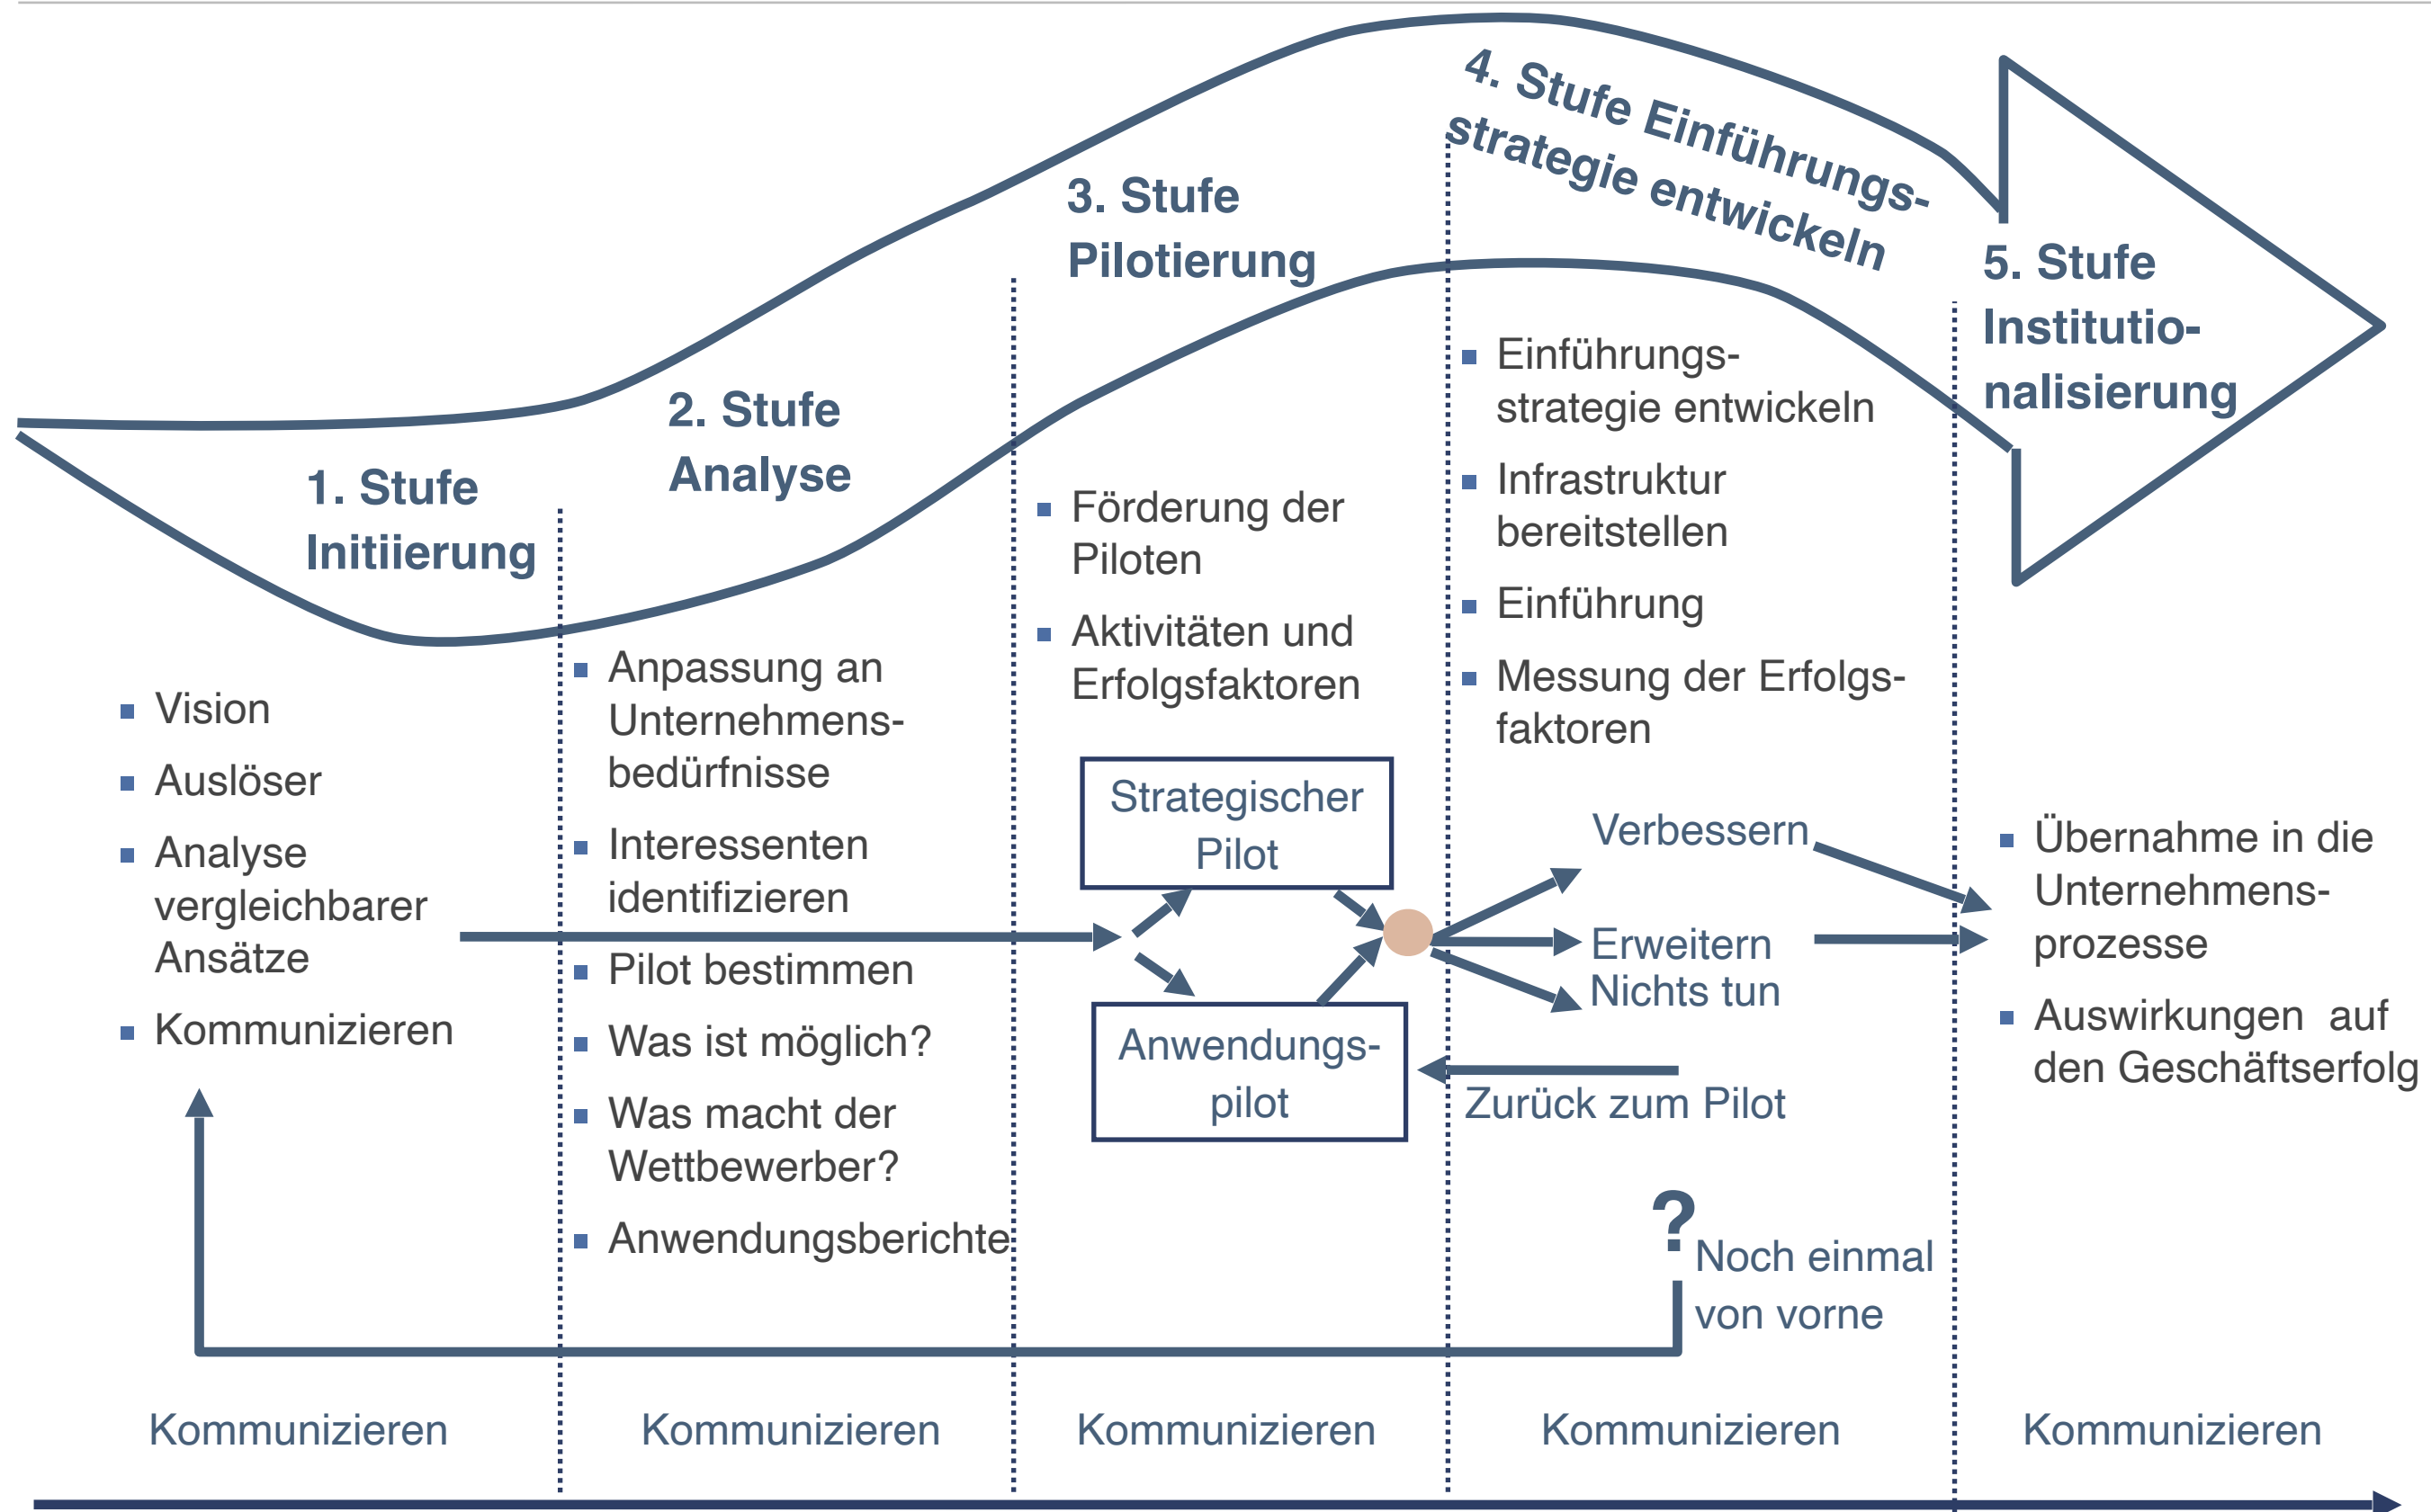 1. Stufe
Initiierung
Vision
Auslöser
Analyse
vergleichbarer
Ansätze
Kommunizieren
2. Stufe
Analyse
Anpassung an
Unternehmens-
bedürfnisse
Interessenten
identifizieren
Pilot bestimmen
Was ist möglich?
Was macht der
Wettbewerber?
Anwendungsberichte
3. Stufe
Pilotierung
Förderung der
Piloten
Aktivitäten und
Erfolgsfaktoren
Strategischer
Pilot
Anwendungs-
pilot
4. Stufe Einführungs-
strategie entwickeln
Einführungs-
strategie entwickeln
Infrastruktur
bereitstellen
Einführung
Messung der Erfolgs-
faktoren
Verbessern
Erweitern
Nichts tun
Zurück zum Pilot
?
Noch einmal
von vorne
5. Stufe
Institutio-
nalisierung
Übernahme in die
Unternehmens-
prozesse
Auswirkungen auf
den Geschäftserfolg
Kommunizieren
Kommunizieren
Kommunizieren
Kommunizieren
Kommunizieren